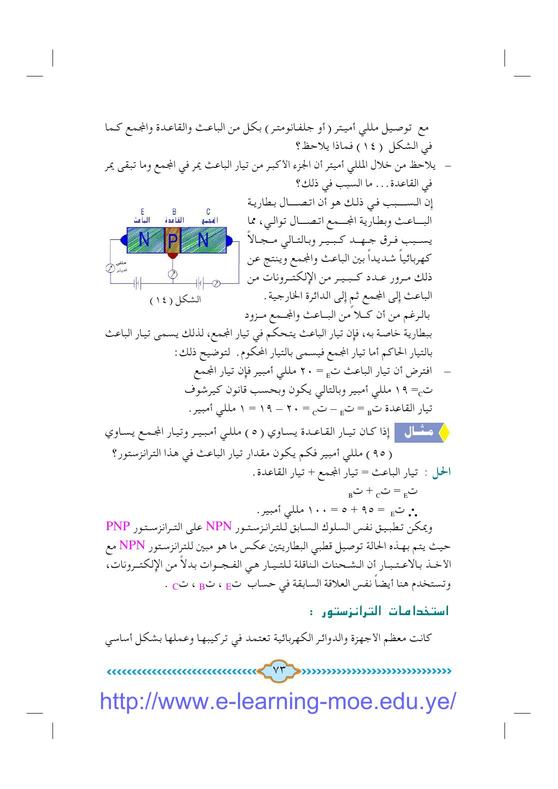 مع توصيل مللي أميتر ( أو جلفانومتر ) بكل من الباعث والقاعدة والمجمع كما
في الشكل ( ١٤ ) فماذا يلاحظ؟
– يلاحظ من خلال المللي أميتر أن الجزء الأكبر من تيار الباعث يمر في المجمع وما تبقى يمر
في القاعدة... ما السبب في ذلك؟
إن السبب في ذلك هو أن اتصال بطارية
الباعث وبطارية المجمع اتصال توالي، مما
يسبب فرق جهد كبير وبالتالي مجالاً
كهربائياً شديداً بين الباعث والمجمع وينتج عن
ذلك مرور عدد كبير من الإلكترونات من
الباعث إلى المجمع ثم إلى الدائرة الخارجية.
بالرغم من أن كلاً من الباعث والمجمع مزود
E B C
الباعث القاعدة المجمع
N P N
مللي
أميتر
الشكل ( ١٤ )
ببطارية خاصة به، فإن تيار الباعث يتحكم في تيار المجمع، لذلك يسمى تيار الباعث
بالتيار الحاكم أما تيار المجمع فيسمى بالتيار المحكوم. لتوضيح ذلك:
– افترض أن تيار الباعث تE = ٢٠ مللي أمبير فإن تيار المجمع
تC= ١٩ مللي أمبير وبالتالي يكون وبحسب قانون كيرشوف
تيار القاعدة تB = تE – تC = ٢٠ – ١٩ = ١ مللي أمبير.
مثال إذا كان تيار القاعدة يساوي ( ٥ ) مللي أمبير وتيار المجمع يساوي
( ٩٥ ) مللي أمبير فكم يكون مقدار تيار الباعث في هذا الترانزستور؟
الحل : تيار الباعث = تيار المجمع + تيار القاعدة.
تE = تC + تB
∴ تE = ٩٥ + ٥ = ١٠٠ مللي أمبير.
ويمكن تطبيق نفس السلوك السابق للترانزستور NPN على الترانزستور PNP
حيث يتم بهذه الحالة توصيل قطبي البطاريتين عكس ما هو مبين للترانزستور NPN مع
الأخذ بالاعتبار أن الشحنات الناقلة للتيار هي الفجوات بدلاً من الإلكترونات،
وتستخدم هنا أيضاً نفس العلاقة السابقة في حساب تE ، تB ، تC .
استخدامات الترانزستور :
كانت معظم الأجهزة والدوائر الكهربائية تعتمد في تركيبها وعملها بشكل أساسي
٧٣
http://www.e-learning-moe.edu.ye/